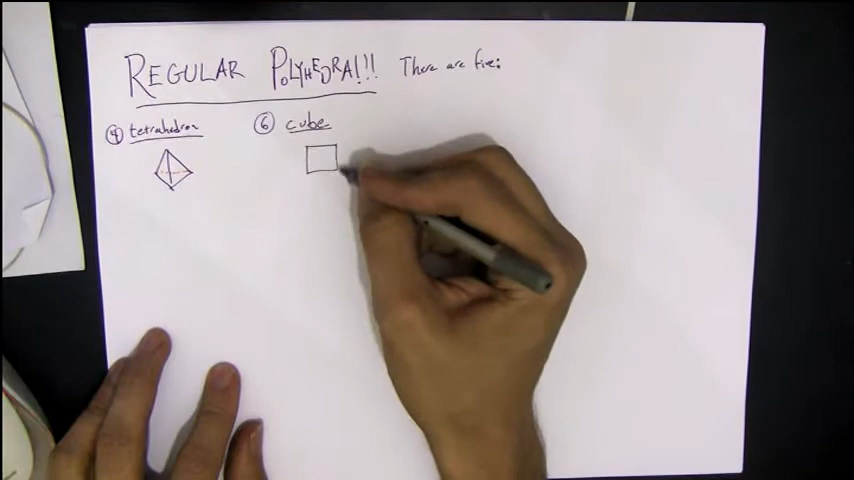 REGULAR POLYHEDRA!!! There are five:
④ tetrahedron ⑥ cube